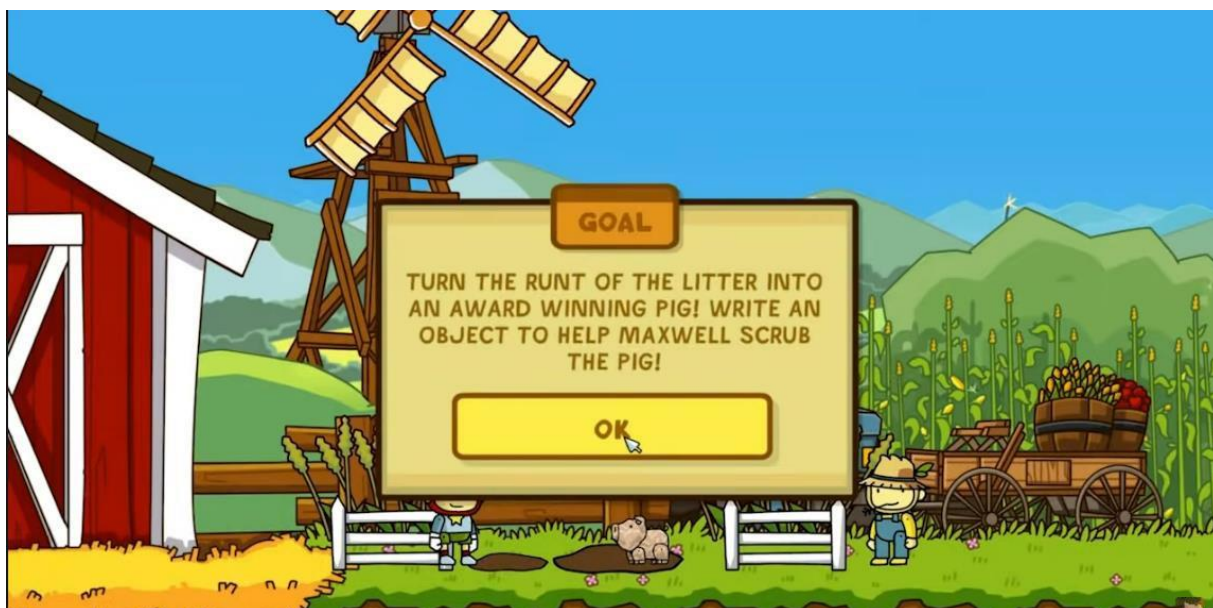 GOAL
TURN THE RUNT OF THE LITTER INTO
AN AWARD WINNING PIG! WRITE AN
OBJECT TO HELP MAXWELL SCRUB
THE PIG!
OK